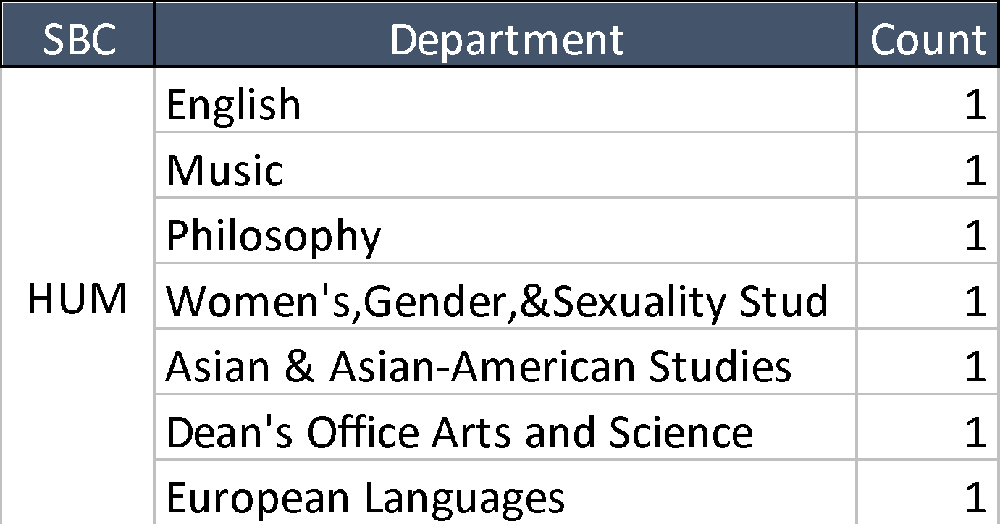 SBC Department Count
English 1
Music 1
Philosophy 1
HUM Women's,Gender,&Sexuality Stud 1
Asian & Asian-American Studies 1
Dean's Office Arts and Science 1
European Languages 1